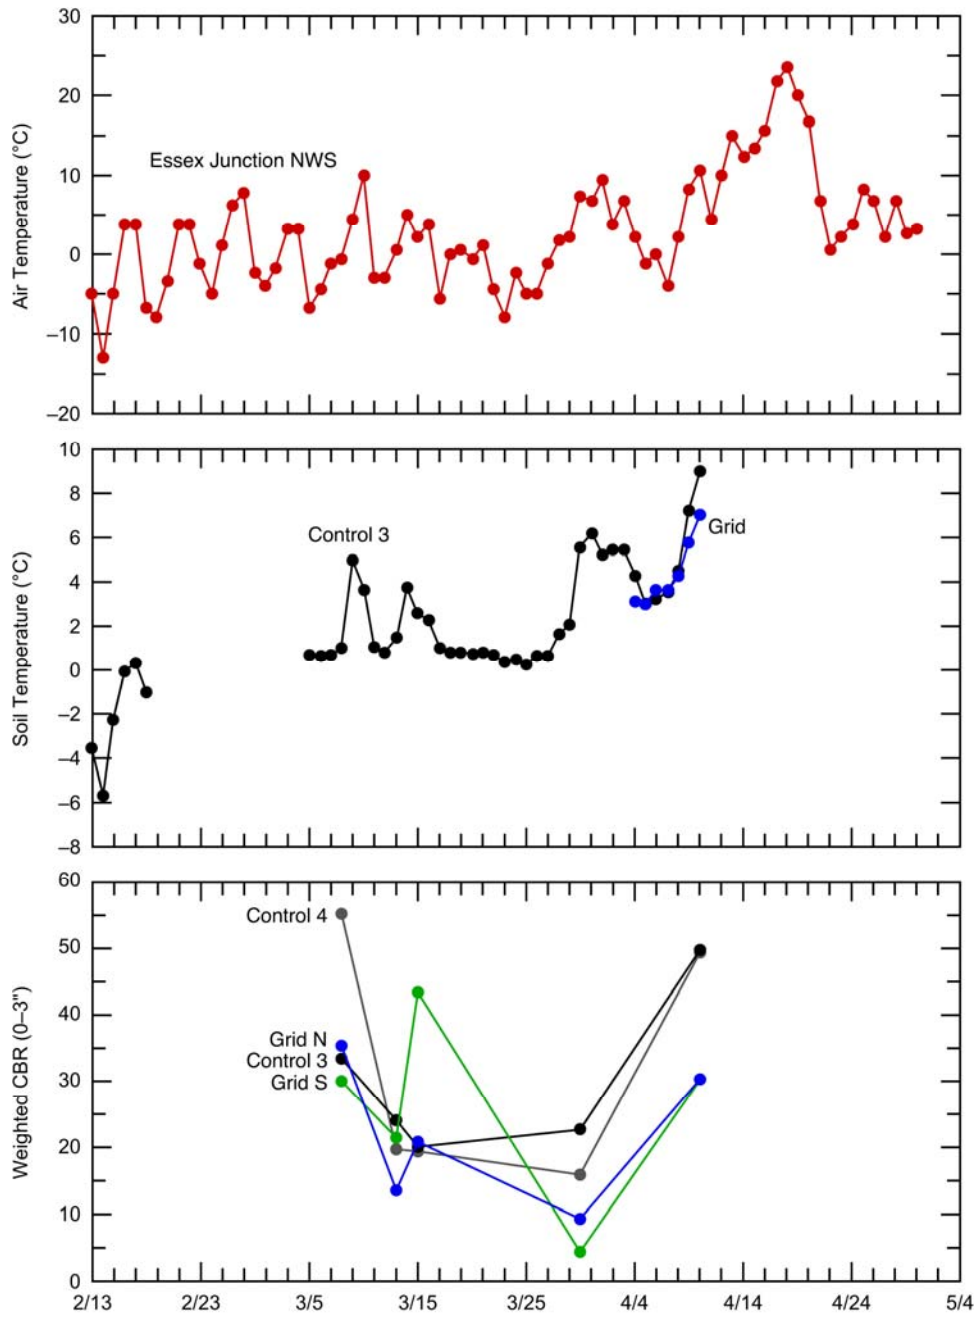 30
20
10
0
–10
–20
Air Temperature (°C)
Essex Junction NWS
10
8
6
4
2
0
–2
–4
–6
–8
Soil Temperature (°C)
Control 3
Grid
60
50
40
30
20
10
0
Weighted CBR (0–3")
Control 4
Grid N
Control 3
Grid S
2/13 2/23 3/5 3/15 3/25 4/4 4/14 4/24 5/4